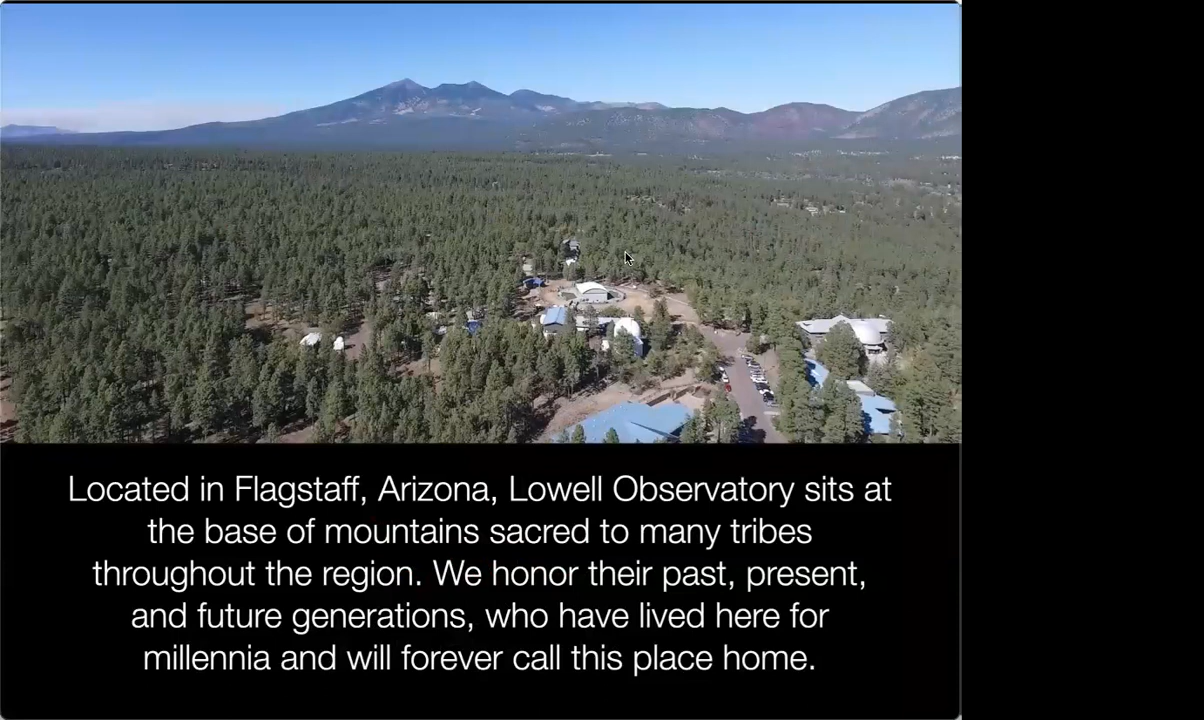 Located in Flagstaff, Arizona, Lowell Observatory sits at
the base of mountains sacred to many tribes
throughout the region. We honor their past, present,
and future generations, who have lived here for
millennia and will forever call this place home.